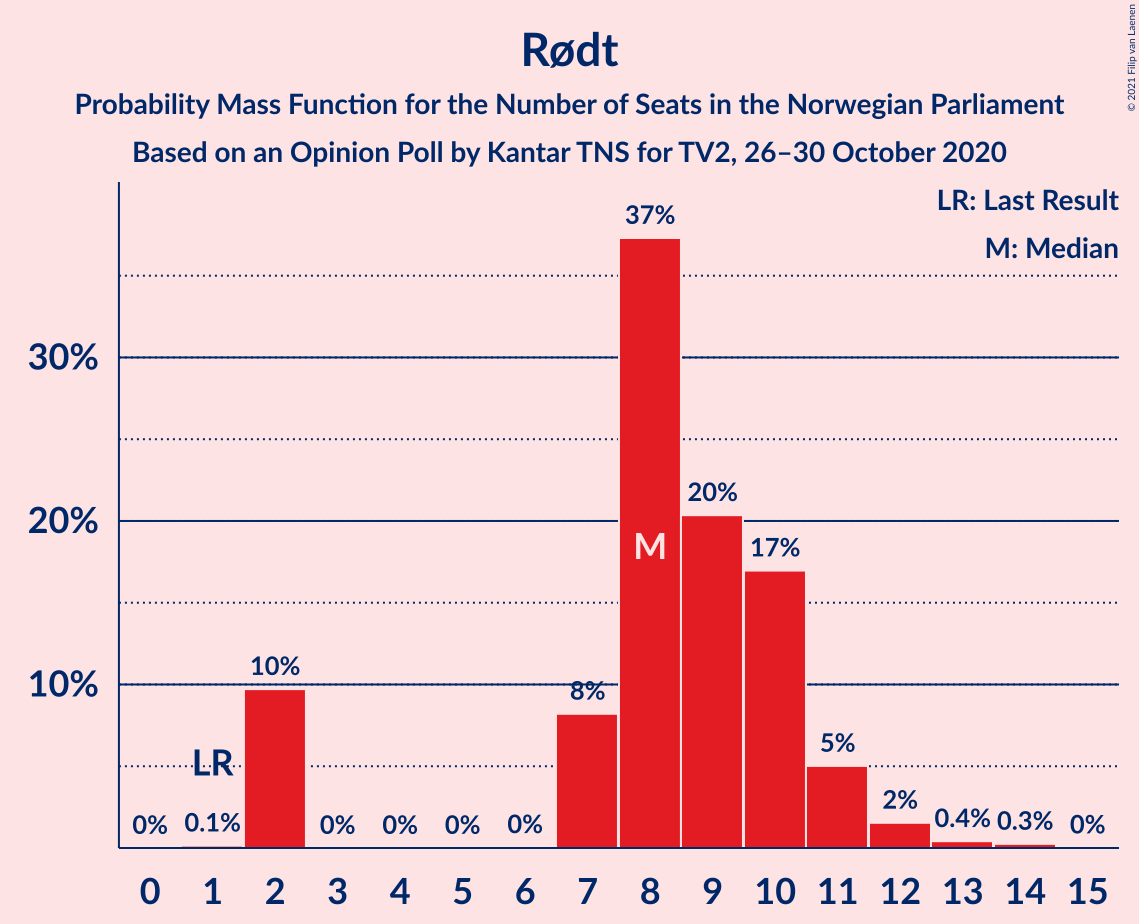 Rødt
Probability Mass Function for the Number of Seats in the Norwegian Parliament
Based on an Opinion Poll by Kantar TNS for TV2, 26–30 October 2020
© 2021 Filip van Laenen
LR: Last Result
M: Median
37%
30%
20%
20%
M
17%
10%
10%
8%
LR
5%
2%
0% 0.1% 0% 0% 0% 0% 0.4% 0.3% 0%
0 1 2 3 4 5 6 7 8 9 10 11 12 13 14 15